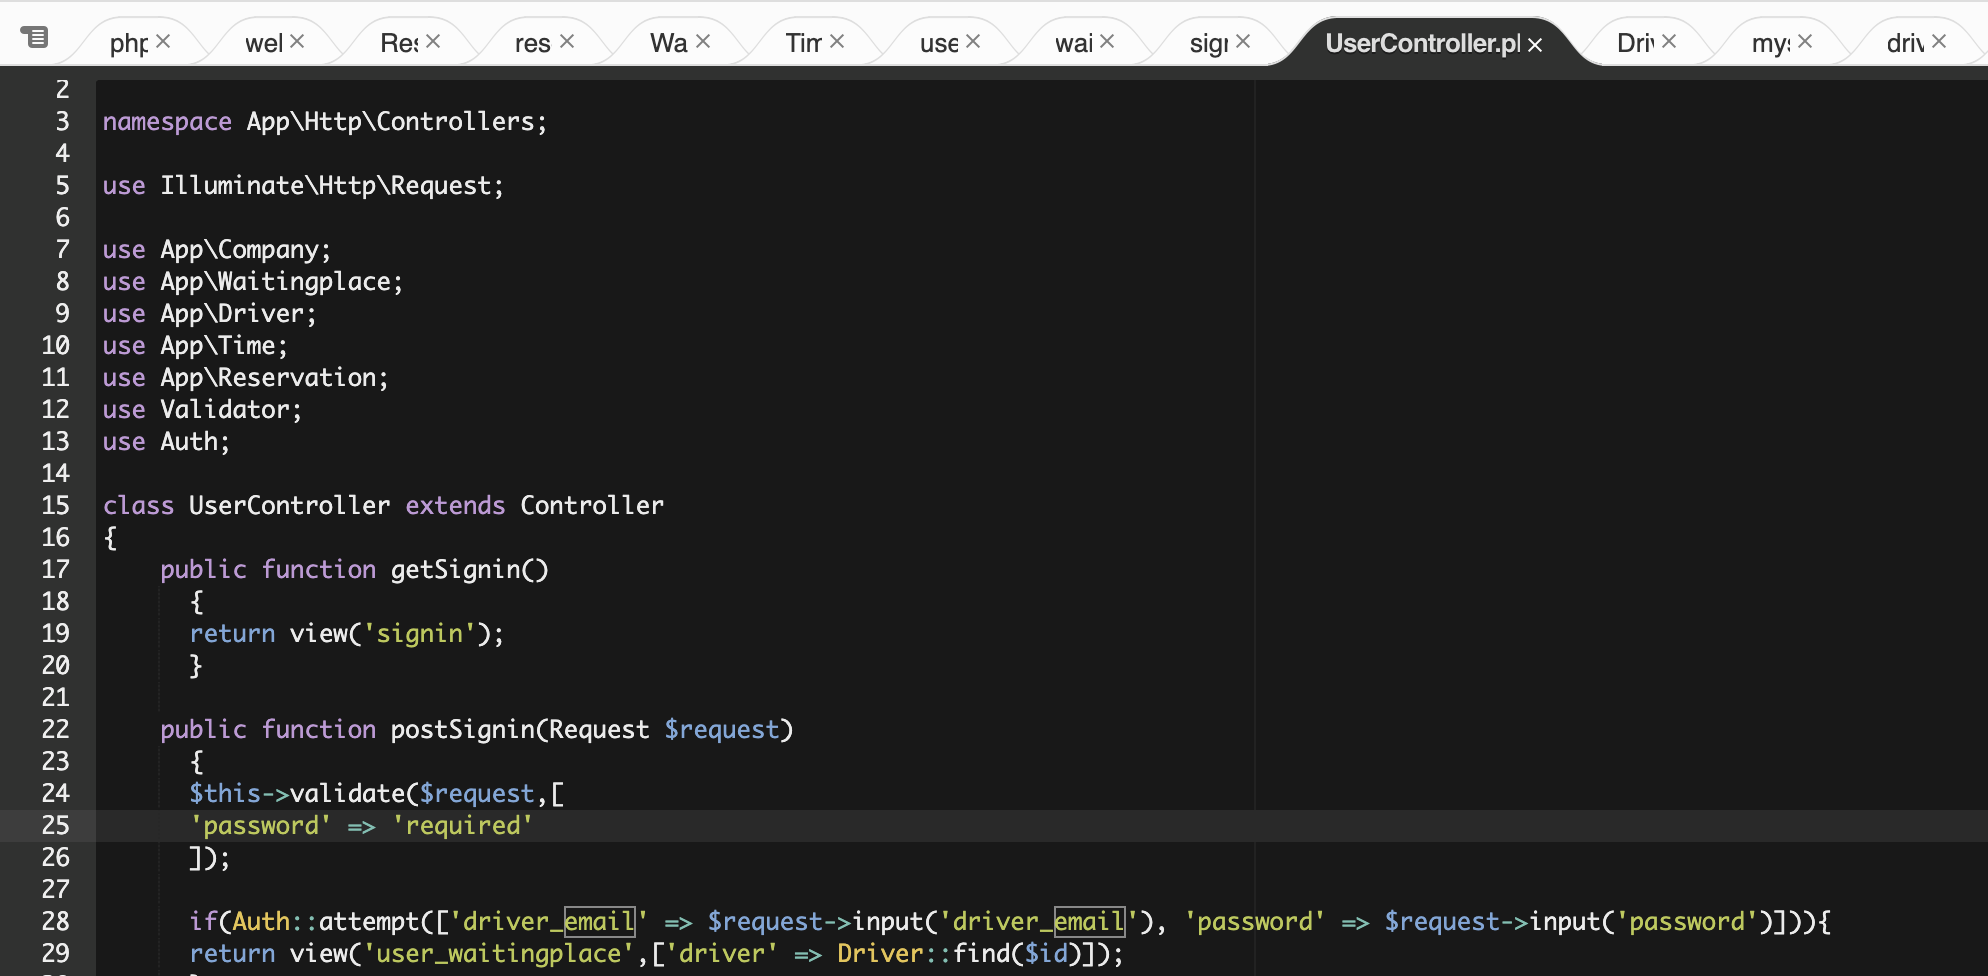 php wel Res res Wa Tim use wai sign UserController.pl Driv mys driv
2
3 namespace App\Http\Controllers;
4
5 use Illuminate\Http\Request;
6
7 use App\Company;
8 use App\Waitingplace;
9 use App\Driver;
10 use App\Time;
11 use App\Reservation;
12 use Validator;
13 use Auth;
14
15 class UserController extends Controller
16 {
17 public function getSignin()
18 {
19 return view('signin');
20 }
21
22 public function postSignin(Request $request)
23 {
24 $this->validate($request,[
25 'password' => 'required'
26 ]);
27
28 if(Auth::attempt(['driver_email' => $request->input('driver_email'), 'password' => $request->input('password')])){
29 return view('user_waitingplace',['driver' => Driver::find($id)]);